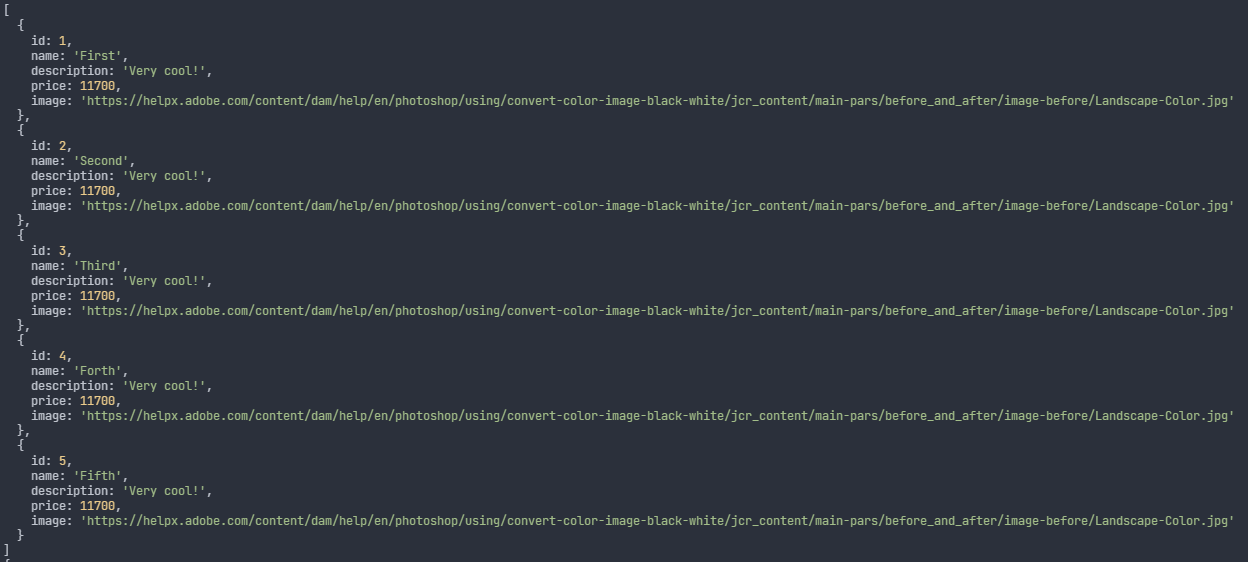 [
  {
    id: 1,
    name: 'First',
    description: 'Very cool!',
    price: 11700,
    image: 'https://helpx.adobe.com/content/dam/help/en/photoshop/using/convert-color-image-black-white/jcr_content/main-pars/before_and_after/image-before/Landscape-Color.jpg'
  },
  {
    id: 2,
    name: 'Second',
    description: 'Very cool!',
    price: 11700,
    image: 'https://helpx.adobe.com/content/dam/help/en/photoshop/using/convert-color-image-black-white/jcr_content/main-pars/before_and_after/image-before/Landscape-Color.jpg'
  },
  {
    id: 3,
    name: 'Third',
    description: 'Very cool!',
    price: 11700,
    image: 'https://helpx.adobe.com/content/dam/help/en/photoshop/using/convert-color-image-black-white/jcr_content/main-pars/before_and_after/image-before/Landscape-Color.jpg'
  },
  {
    id: 4,
    name: 'Forth',
    description: 'Very cool!',
    price: 11700,
    image: 'https://helpx.adobe.com/content/dam/help/en/photoshop/using/convert-color-image-black-white/jcr_content/main-pars/before_and_after/image-before/Landscape-Color.jpg'
  },
  {
    id: 5,
    name: 'Fifth',
    description: 'Very cool!',
    price: 11700,
    image: 'https://helpx.adobe.com/content/dam/help/en/photoshop/using/convert-color-image-black-white/jcr_content/main-pars/before_and_after/image-before/Landscape-Color.jpg'
  }
]